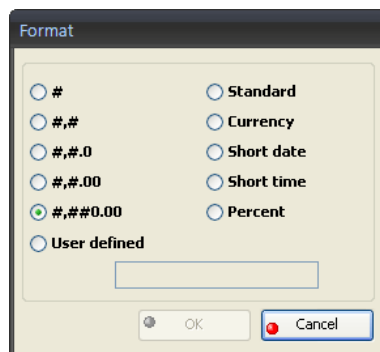 Format
# Standard
#,# Currency
#,#.0 Short date
#,#.00 Short time
#,##0.00 Percent
User defined
OK Cancel